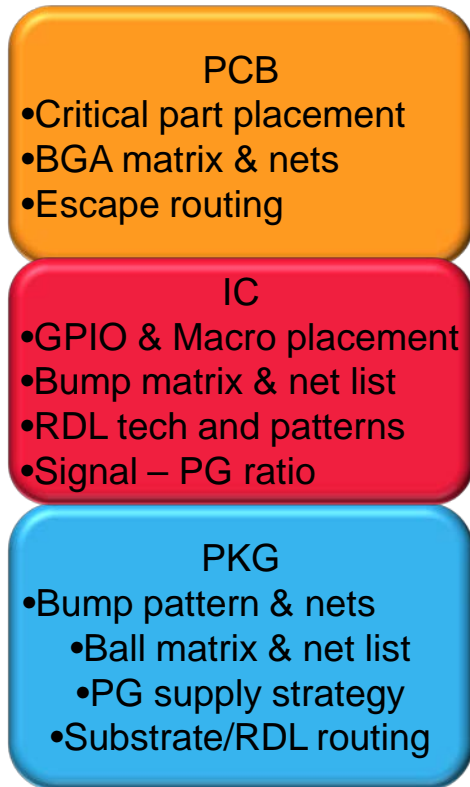 PCB
•Critical part placement
•BGA matrix & nets
•Escape routing
IC
•GPIO & Macro placement
•Bump matrix & net list
•RDL tech and patterns
•Signal – PG ratio
PKG
•Bump pattern & nets
•Ball matrix & net list
•PG supply strategy
•Substrate/RDL routing